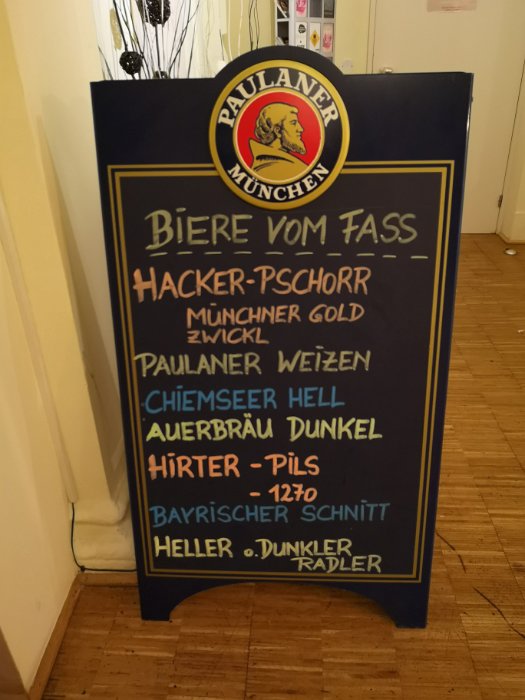 PAULANER
MÜNCHEN
BIERE VOM FASS
HACKER-PSCHORR
MÜNCHNER GOLD
ZWICKL
PAULANER WEIZEN
CHIEMSEER HELL
AUERBRÄU DUNKEL
HIRTER - PILS
- 1270
BAYRISCHER SCHNITT
HELLER o. DUNKLER
RADLER